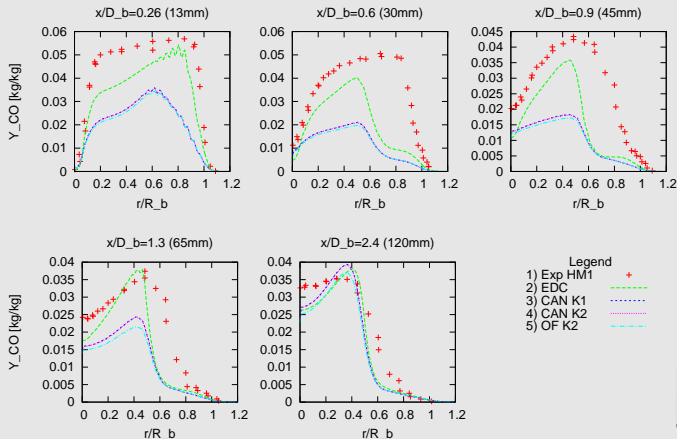 x/D_b=0.26 (13mm)
Y_CO [kg/kg]
0.06
0.05
0.04
0.03
0.02
0.01
0
0 0.2 0.4 0.6 0.8 1 1.2
r/R_b
x/D_b=0.6 (30mm)
0.06
0.05
0.04
0.03
0.02
0.01
0
0 0.2 0.4 0.6 0.8 1 1.2
r/R_b
x/D_b=0.9 (45mm)
0.045
0.04
0.035
0.03
0.025
0.02
0.015
0.01
0.005
0
0 0.2 0.4 0.6 0.8 1 1.2
r/R_b
x/D_b=1.3 (65mm)
Y_CO [kg/kg]
0.04
0.035
0.03
0.025
0.02
0.015
0.01
0.005
0
0 0.2 0.4 0.6 0.8 1 1.2
r/R_b
x/D_b=2.4 (120mm)
0.04
0.035
0.03
0.025
0.02
0.015
0.01
0.005
0
0 0.2 0.4 0.6 0.8 1 1.2
r/R_b
Legend
1) Exp HM1
2) EDC
3) CAN K1
4) CAN K2
5) OF K2